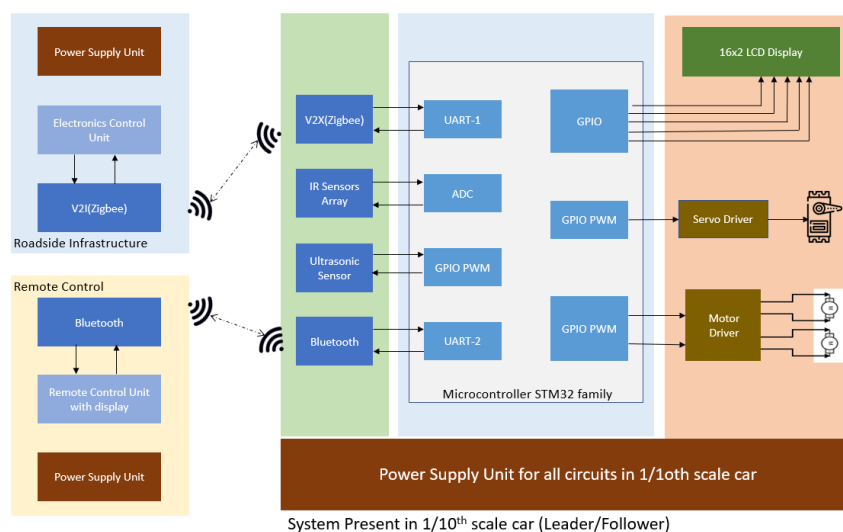 Power Supply Unit
Electronics Control
Unit
V2I(Zigbee)
Roadside Infrastructure
Remote Control
Bluetooth
Remote Control Unit
with display
Power Supply Unit
V2X(Zigbee)
IR Sensors
Array
Ultrasonic
Sensor
Bluetooth
UART-1
ADC
GPIO PWM
UART-2
GPIO
GPIO PWM
GPIO PWM
Microcontroller STM32 family
16x2 LCD Display
Servo Driver
Motor
Driver
Power Supply Unit for all circuits in 1/1oth scale car
System Present in 1/10th scale car (Leader/Follower)